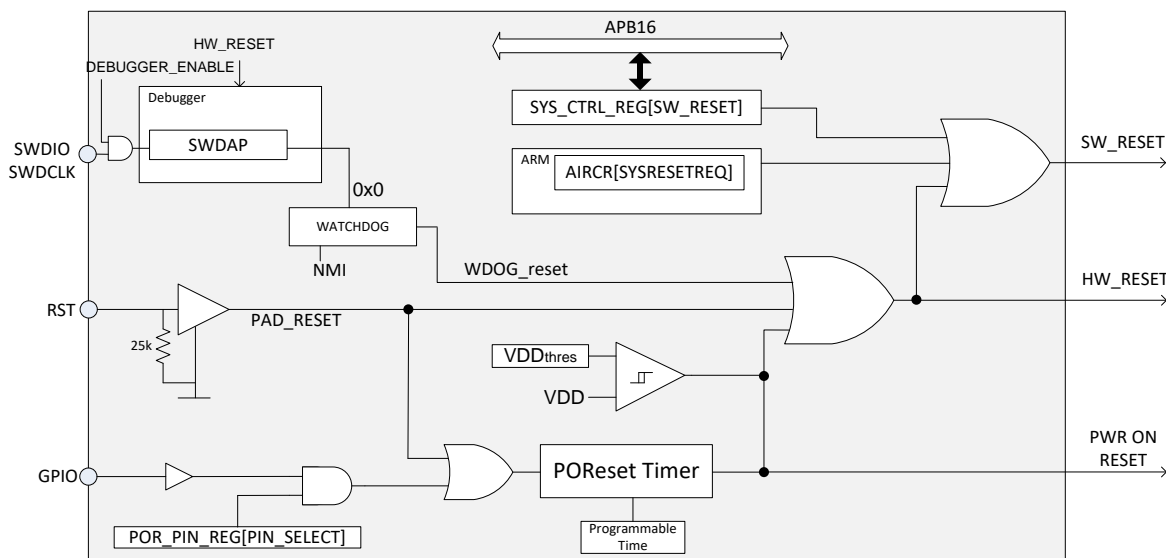 APB16
HW_RESET
DEBUGGER_ENABLE
Debugger
SWDAP
SYS_CTRL_REG[SW_RESET]
SWDIO
SWDCLK
SW_RESET
ARM
AIRCR[SYSRESETREQ]
0x0
WATCHDOG
NMI
WDOG_reset
HW_RESET
RST
PAD_RESET
25k
VDDthres
VDD
PWR ON
RESET
GPIO
POReset Timer
POR_PIN_REG[PIN_SELECT]
Programmable
Time